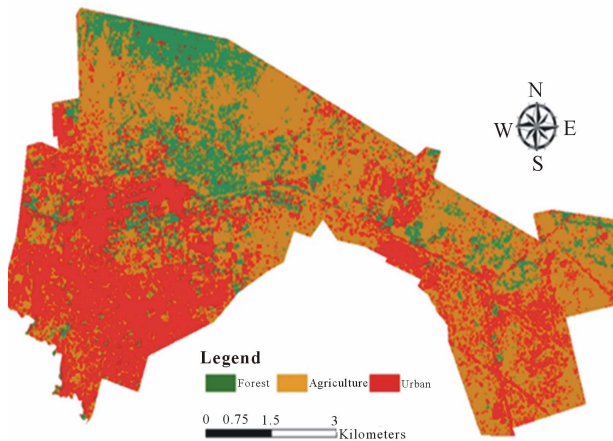 N
W E
S
Legend
Forest Agriculture Urban
0 0.75 1.5 3
Kilometers